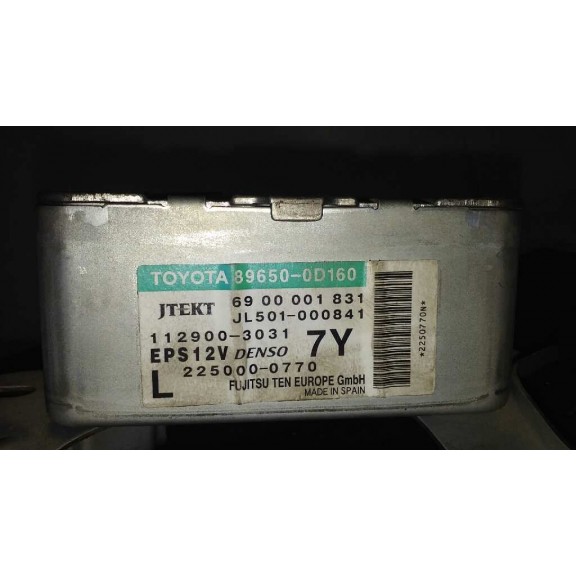 TOYOTA 89650-0D160
JTEKT 69 00 001 831
JL501-000841
112900-3031 7Y
EPS12V DENSO
L 225000-0770
FUJITSU TEN EUROPE GmbH
MADE IN SPAIN
*2250770N*